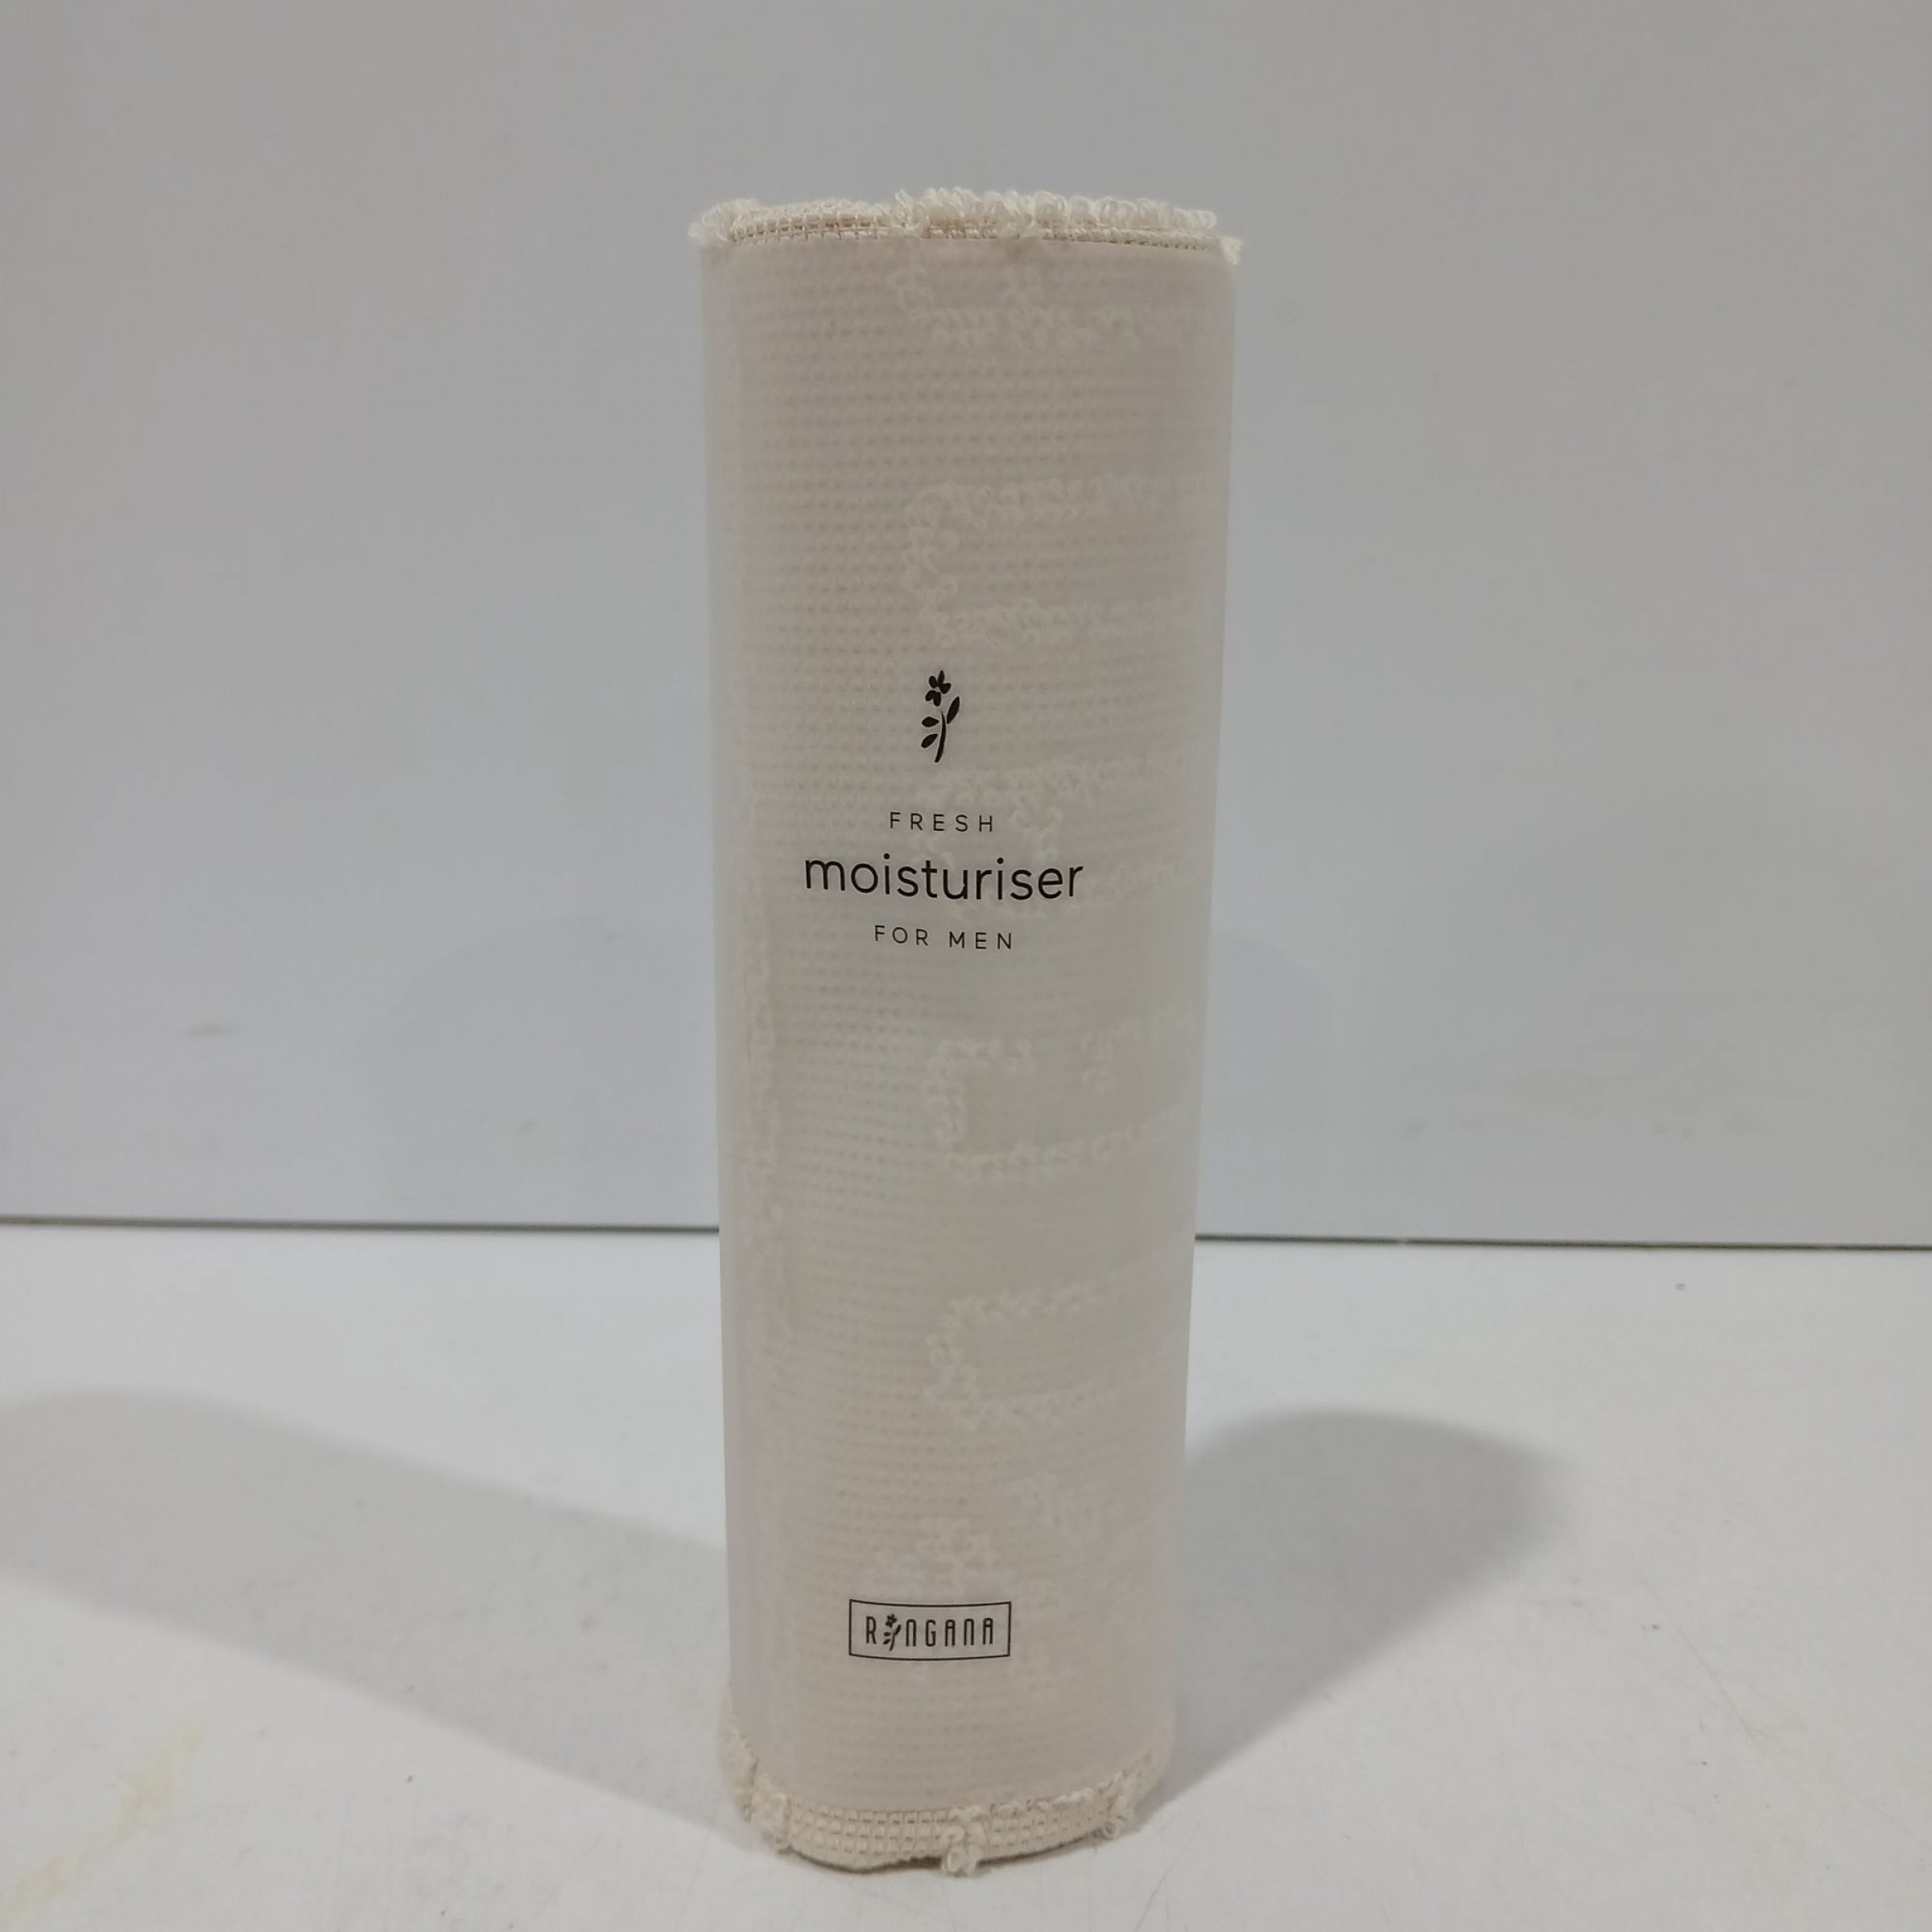 FRESH
moisturiser
FOR MEN
RINGANA